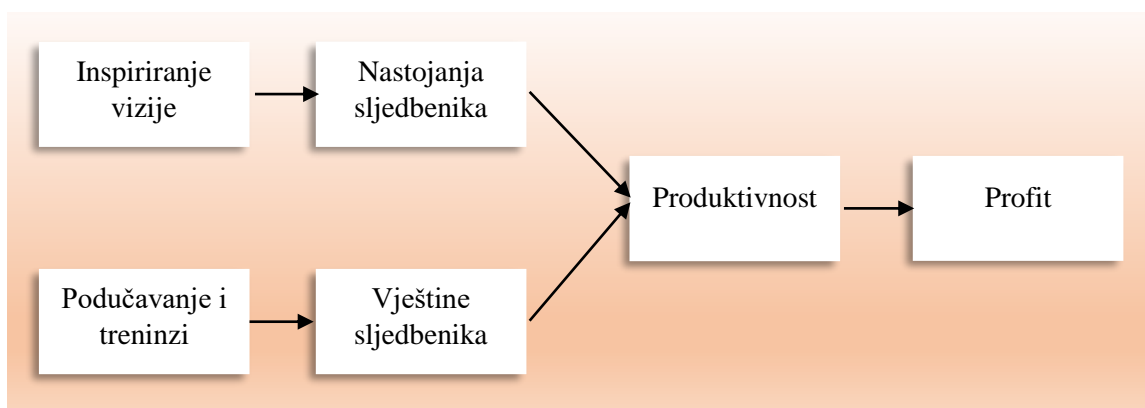 Inspiriranje
vizije
Nastojanja
sljedbenika
Produktivnost
Profit
Podučavanje i
treninzi
Vještine
sljedbenika